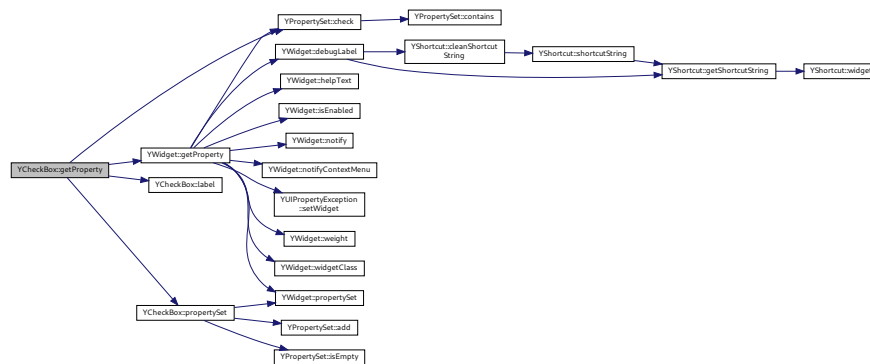 YPropertySet::check
YPropertySet::contains
YWidget::debugLabel
YShortcut::cleanShortcut
String
YShortcut::shortcutString
YShortcut::getShortcutString
YShortcut::widget
YWidget::helpText
YWidget::isEnabled
YWidget::notify
YWidget::getProperty
YCheckBox::getProperty
YWidget::notifyContextMenu
YCheckBox::label
YUIPropertyException
::setWidget
YWidget::weight
YWidget::widgetClass
YWidget::propertySet
YCheckBox::propertySet
YPropertySet::add
YPropertySet::isEmpty